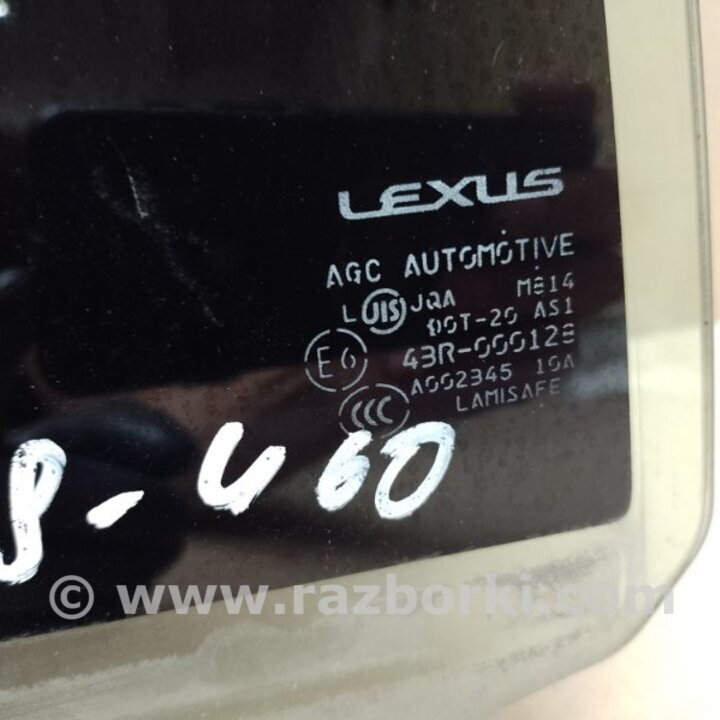 LEXUS
AGC AUTOMOTIVE
L JIS JQA M814
DOT-20 AS1
E6 43R-000128
A002345 10A
CCC LAMISAFE
- 460
© www.razborki.com